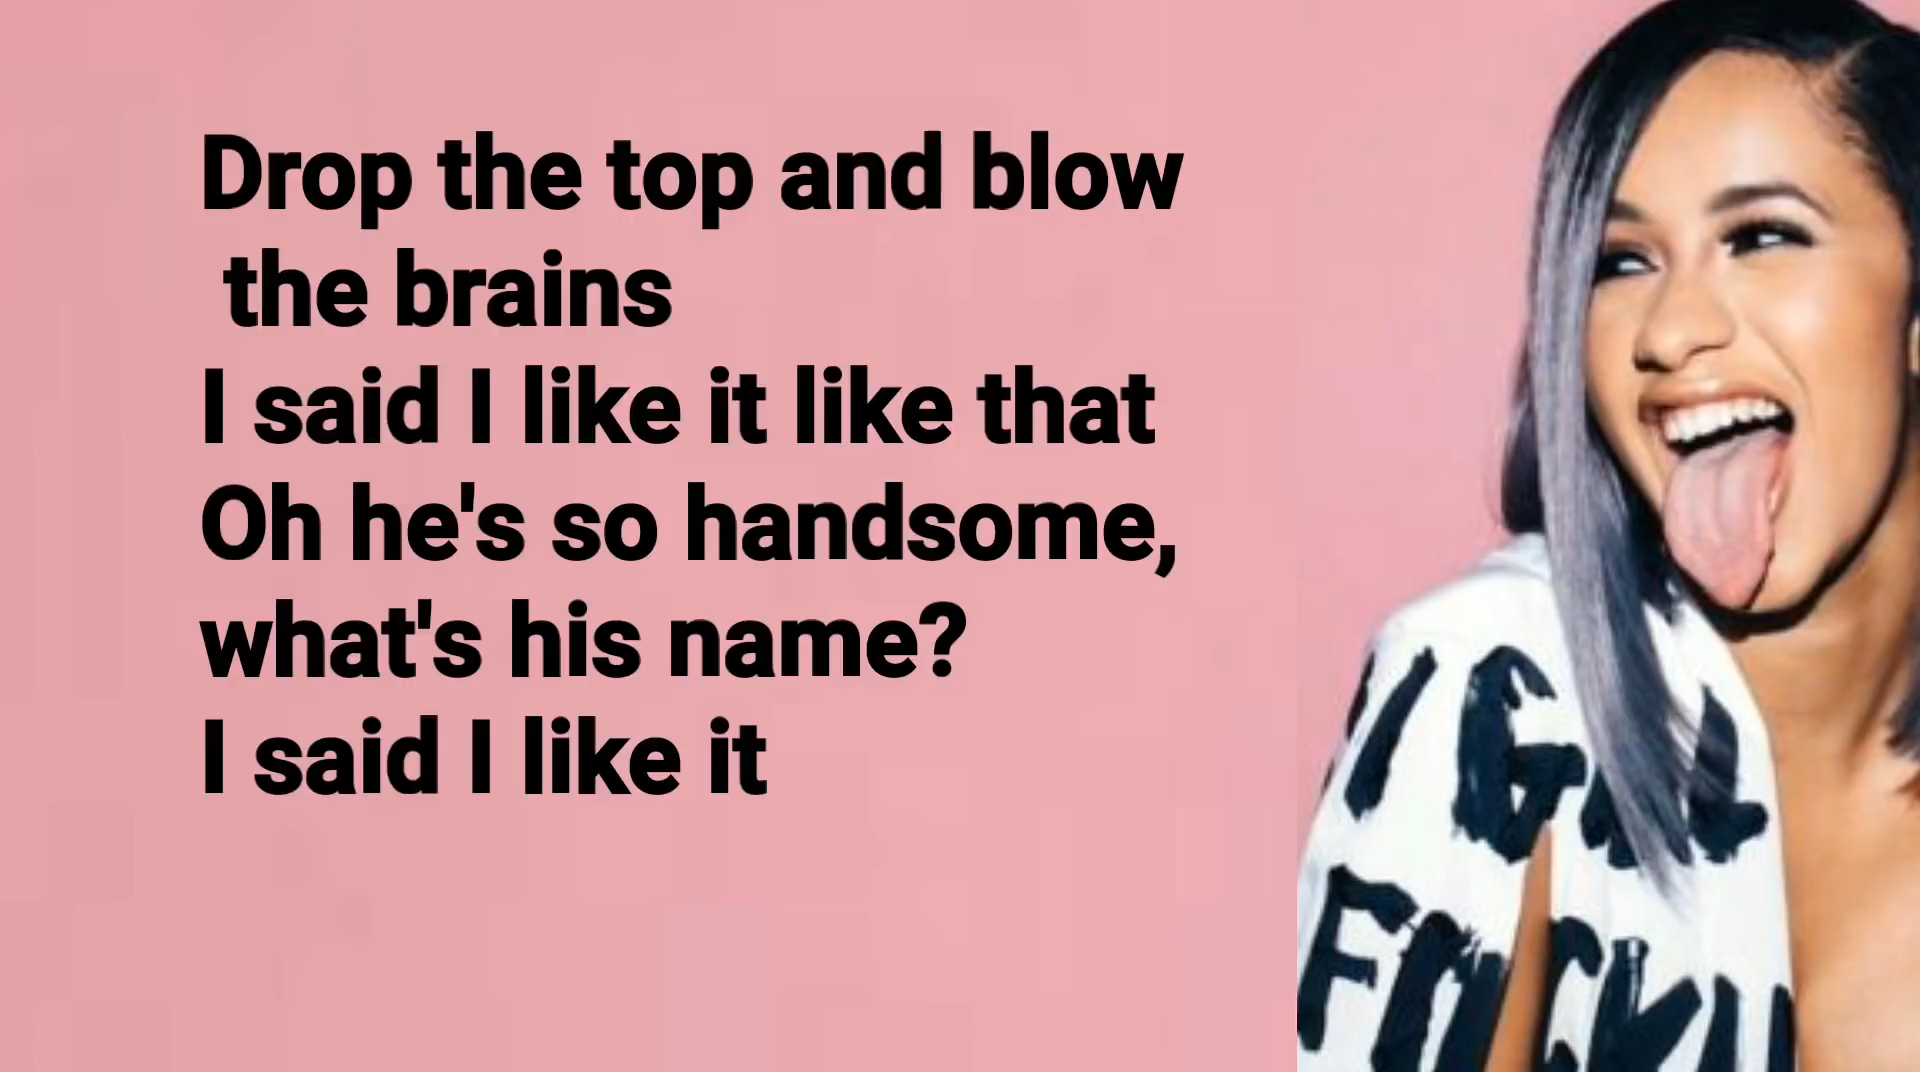 Drop the top and blow
the brains
I said I like it like that
Oh he's so handsome,
what's his name?
I said I like it